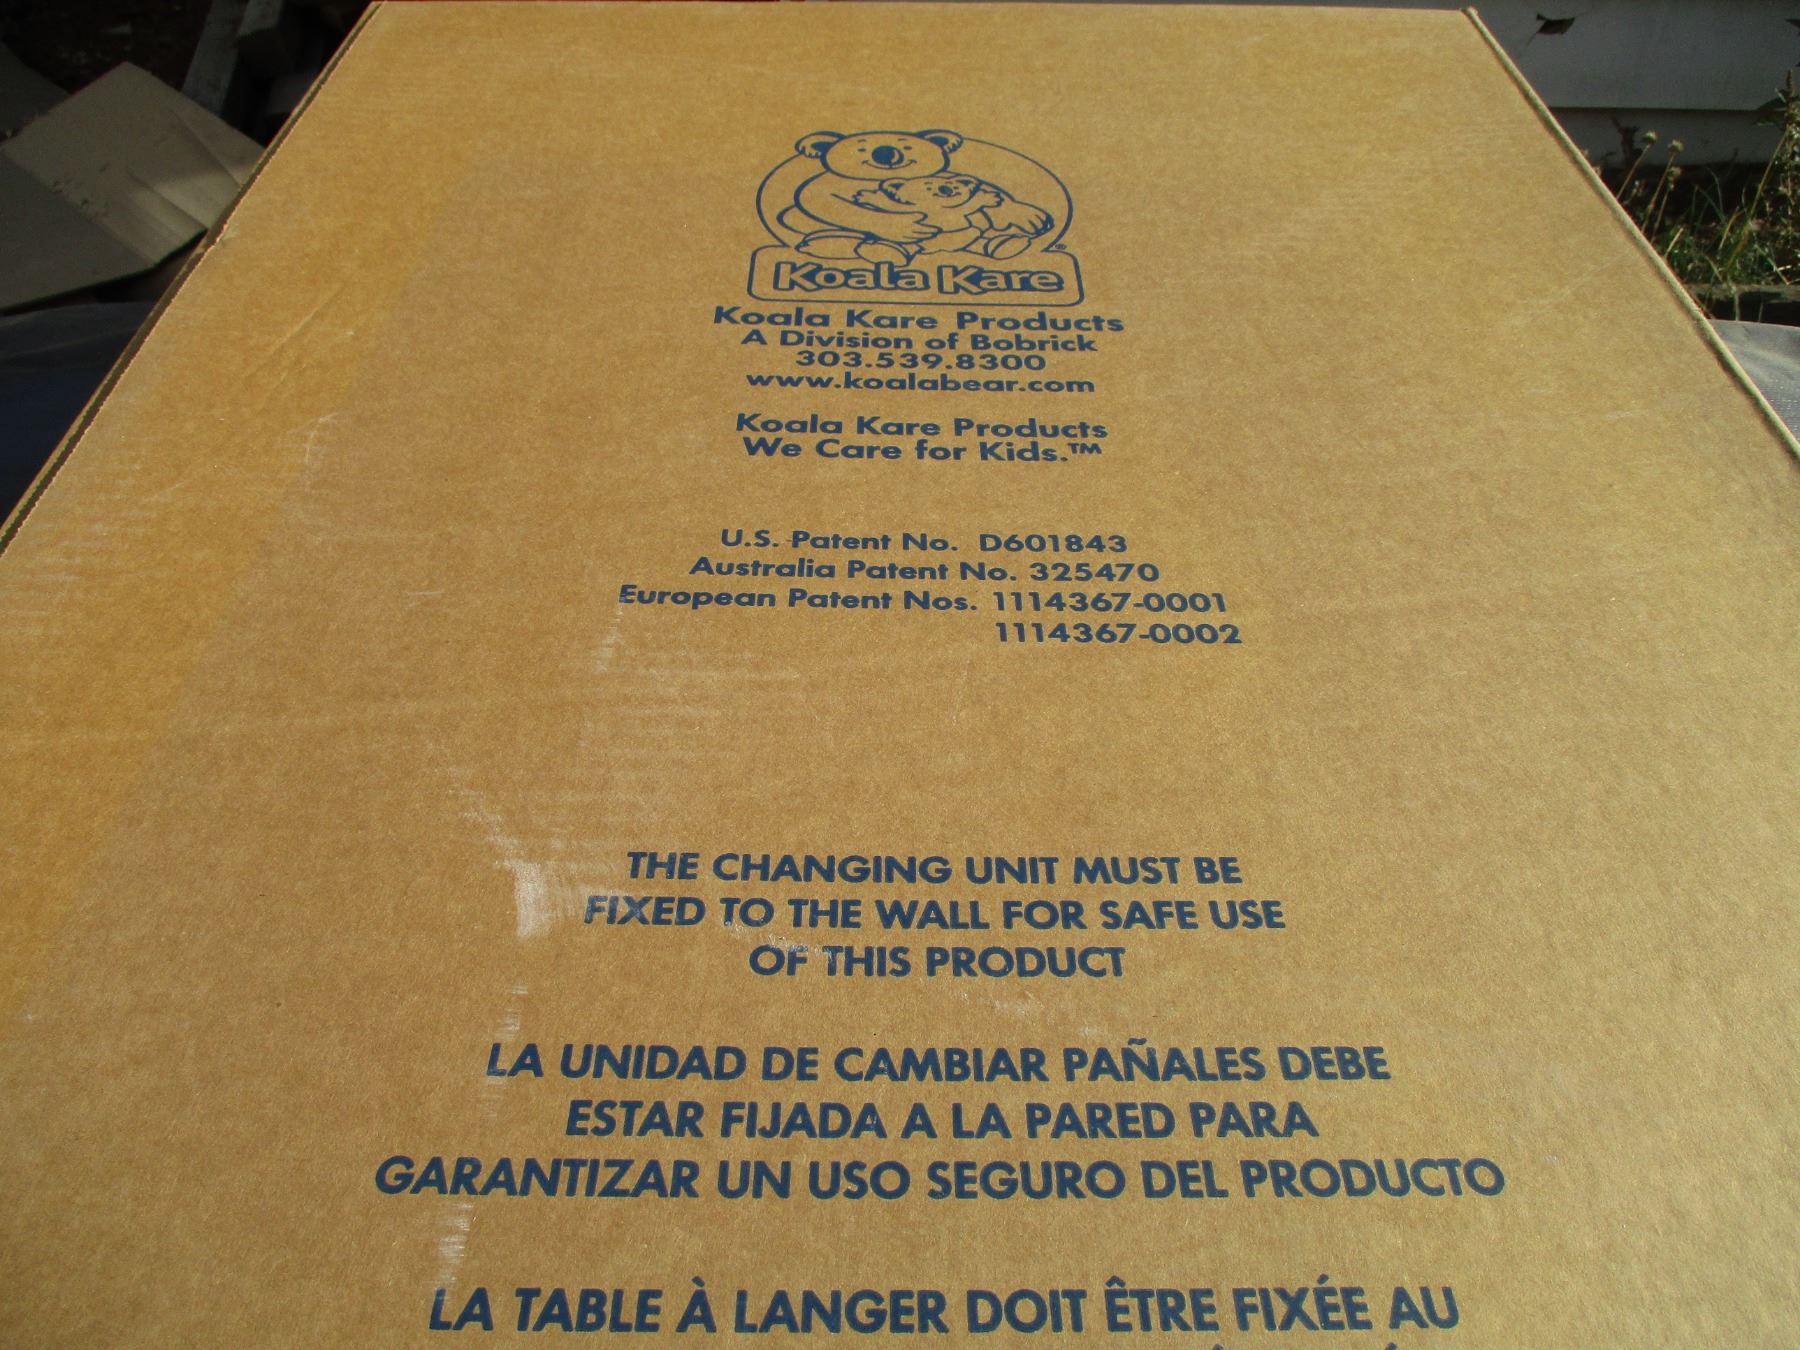 Koala Kare
Koala Kare Products
A Division of Bobrick
303.539.8300
www.koalabear.com
Koala Kare Products
We Care for Kids.™
U.S. Patent No. D601843
Australia Patent No. 325470
European Patent Nos. 1114367-0001
1114367-0002
THE CHANGING UNIT MUST BE
FIXED TO THE WALL FOR SAFE USE
OF THIS PRODUCT
LA UNIDAD DE CAMBIAR PAÑALES DEBE
ESTAR FIJADA A LA PARED PARA
GARANTIZAR UN USO SEGURO DEL PRODUCTO
LA TABLE À LANGER DOIT ÊTRE FIXÉE AU